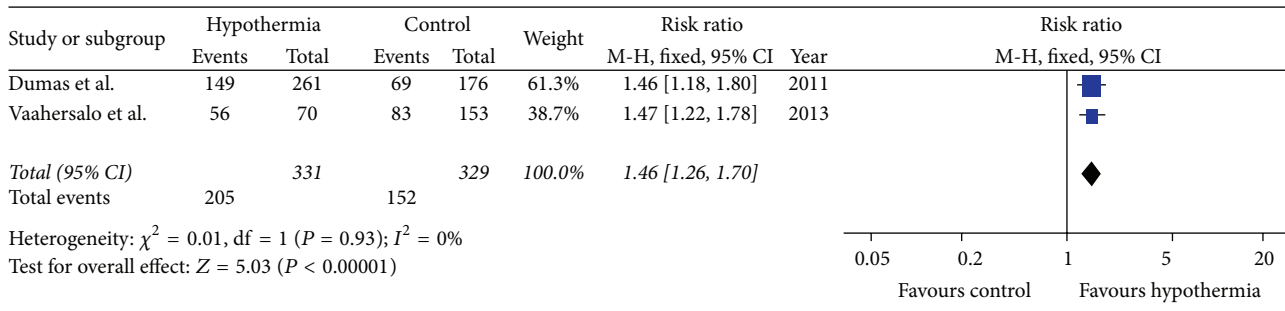 Study or subgroup Hypothermia Control Weight Risk ratio Risk ratio
Events Total Events Total M-H, fixed, 95% CI Year M-H, fixed, 95% CI
Dumas et al. 149 261 69 176 61.3% 1.46 [1.18, 1.80] 2011
Vaahersalo et al. 56 70 83 153 38.7% 1.47 [1.22, 1.78] 2013
Total (95% CI) 331 329 100.0% 1.46 [1.26, 1.70]
Total events 205 152
Heterogeneity: χ² = 0.01, df = 1 (P = 0.93); I² = 0%
Test for overall effect: Z = 5.03 (P < 0.00001)
0.05 0.2 1 5 20
Favours control Favours hypothermia